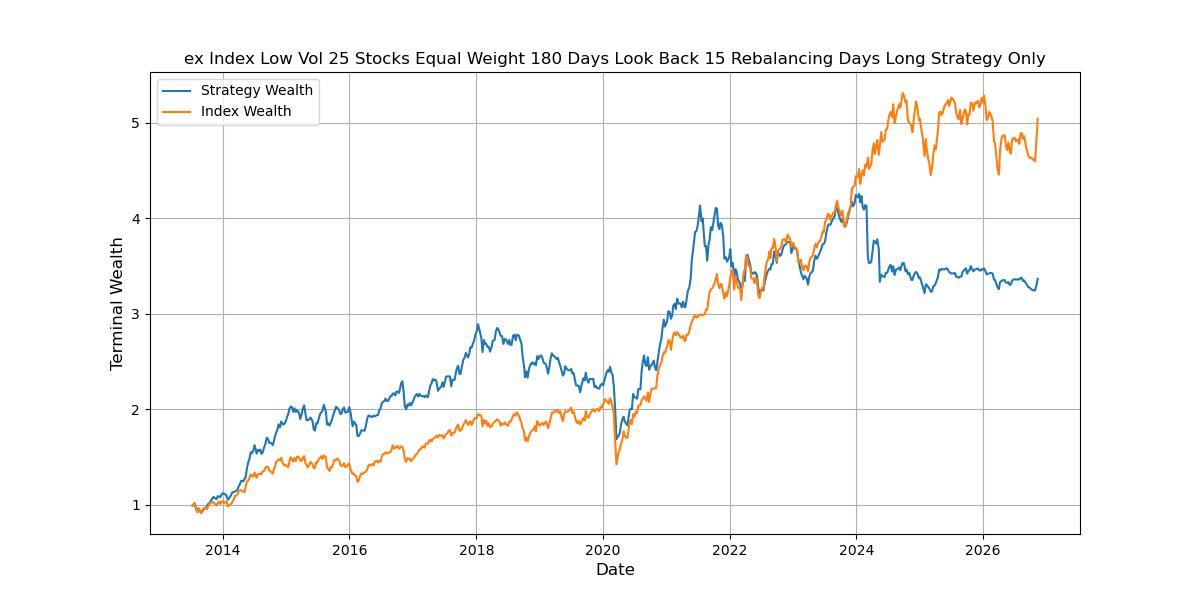 ex Index Low Vol 25 Stocks Equal Weight 180 Days Look Back 15 Rebalancing Days Long Strategy Only
Strategy Wealth
Index Wealth
Terminal Wealth
5
4
3
2
1
2014 2016 2018 2020 2022 2024 2026
Date